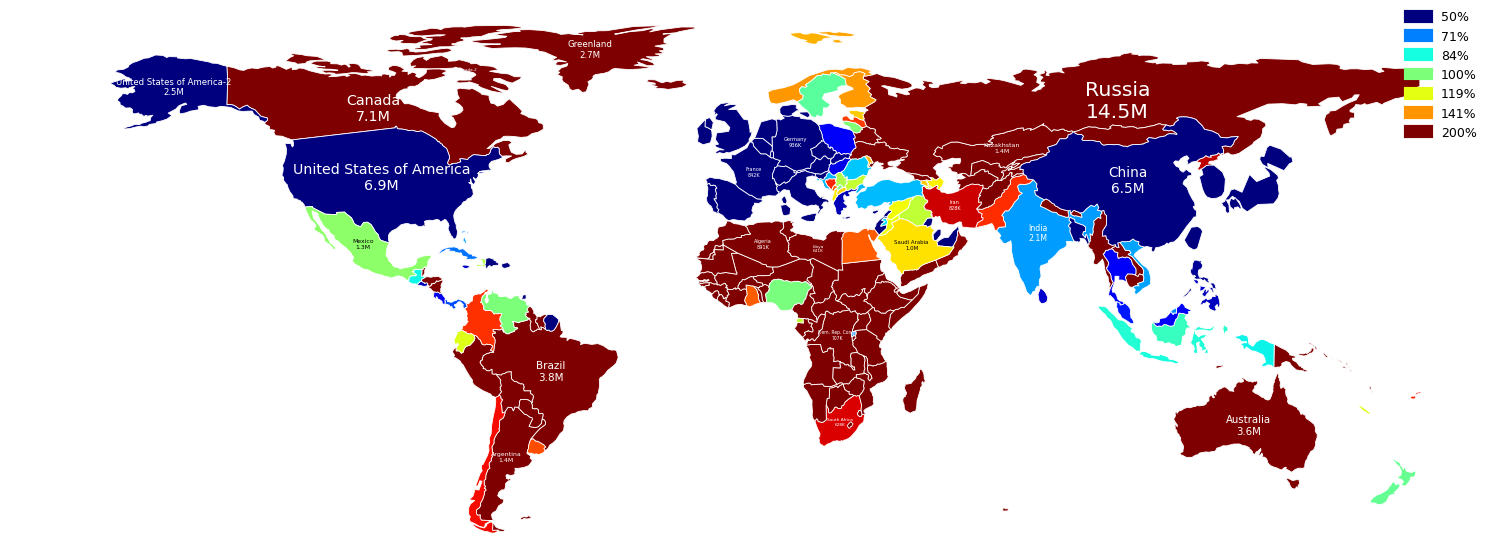 50%
71%
84%
100%
119%
141%
200%
Greenland
2.7M
United States of America-2
2.5M
Canada
7.1M
Russia
14.5M
United States of America
6.9M
Germany
936K
France
842K
Kazakhstan
1.4M
China
6.5M
Iran
828K
India
2.1M
Mexico
1.3M
Algeria
891K
Libya
Saudi Arabia
1.0M
Dem. Rep. Congo
707K
Brazil
3.8M
South Africa
628K
Australia
3.6M
Argentina
1.4M